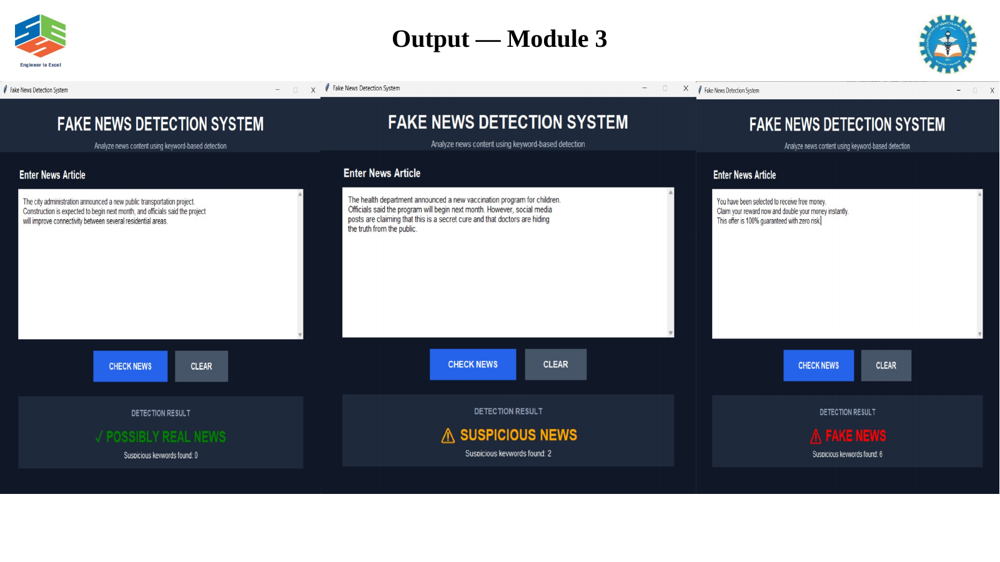 SES
Engineer to Excel
Output — Module 3
Fake News Detection System
FAKE NEWS DETECTION SYSTEM
Analyze news content using keyword-based detection
Enter News Article
The city administration announced a new public transportation project.
Construction is expected to begin next month, and officials said the project
will improve connectivity between several residential areas.
CHECK NEWS
CLEAR
DETECTION RESULT
✓ POSSIBLY REAL NEWS
Suspicious keywords found: 0
Fake News Detection System
FAKE NEWS DETECTION SYSTEM
Analyze news content using keyword-based detection
Enter News Article
The health department announced a new vaccination program for children.
Officials said the program will begin next month. However, social media
posts are claiming that this is a secret cure and that doctors are hiding
the truth from the public.
CHECK NEWS
CLEAR
DETECTION RESULT
⚠ SUSPICIOUS NEWS
Suspicious keywords found: 2
Fake News Detection System
FAKE NEWS DETECTION SYSTEM
Analyze news content using keyword-based detection
Enter News Article
You have been selected to receive free money.
Claim your reward now and double your money instantly.
This offer is 100% guaranteed with zero risk.
CHECK NEWS
CLEAR
DETECTION RESULT
⚠ FAKE NEWS
Suspicious keywords found: 6